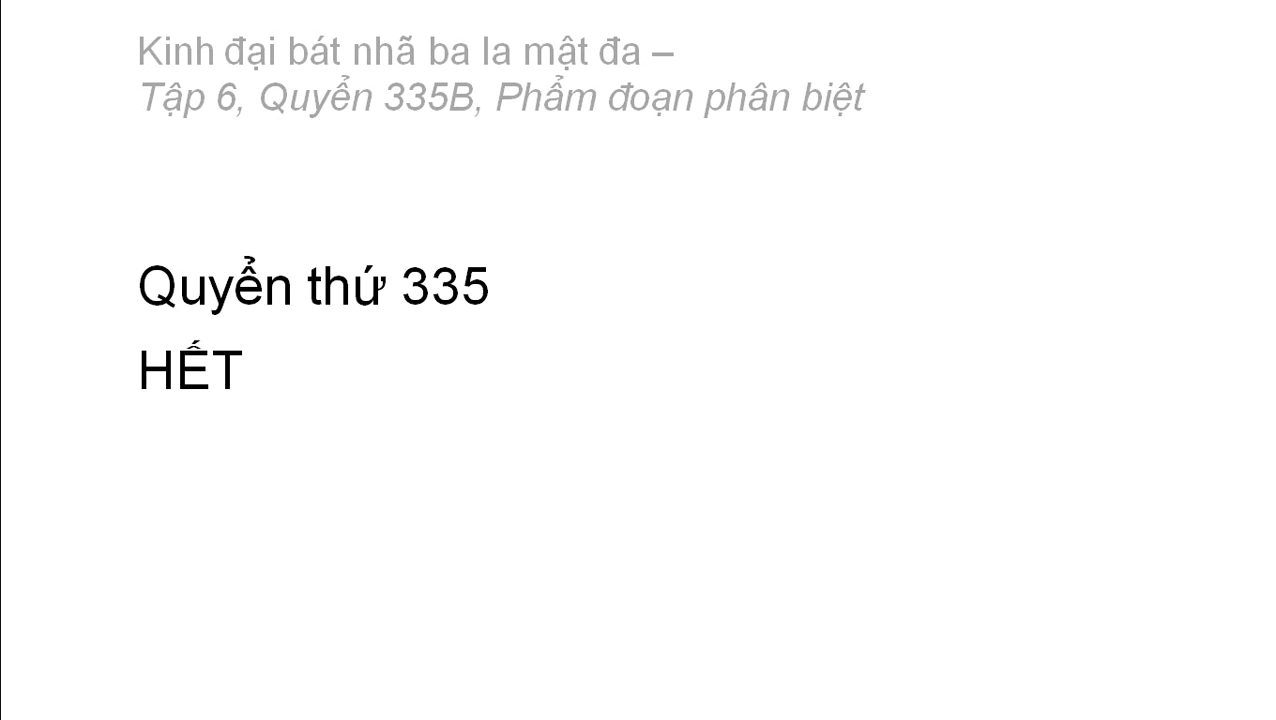 Kinh đại bát nhã ba la mật đa –
Tập 6, Quyển 335B, Phẩm đoạn phân biệt
Quyển thứ 335
HẾT